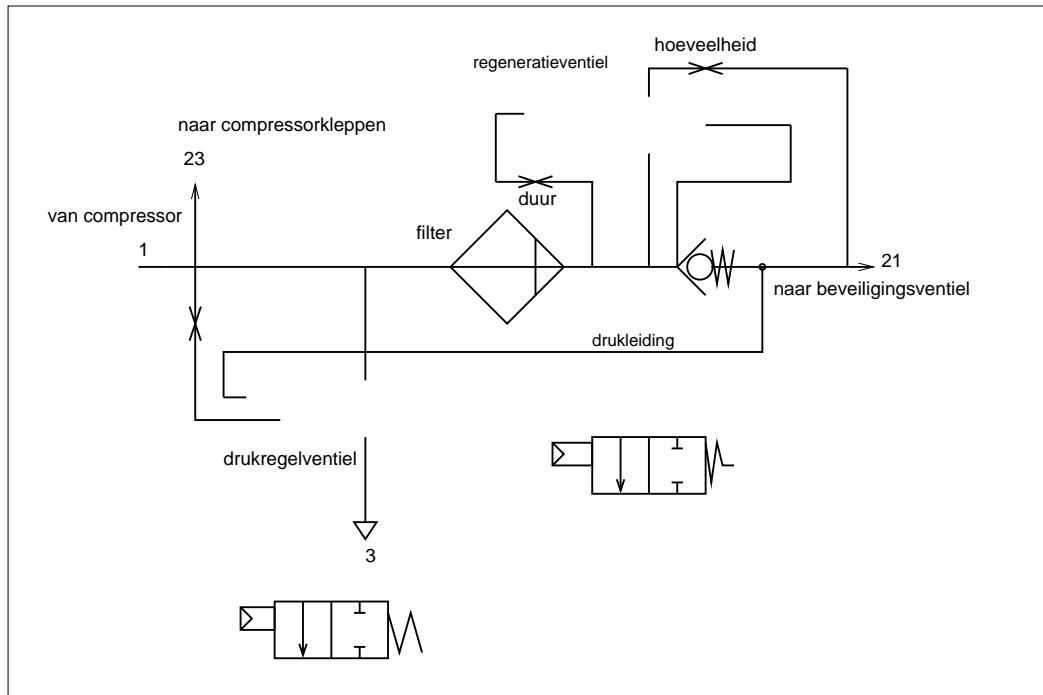 hoeveelheid
regeneratieventiel
naar compressorkleppen
23
duur
van compressor
filter
1
21
naar beveiligingsventiel
drukleiding
drukregelventiel
3